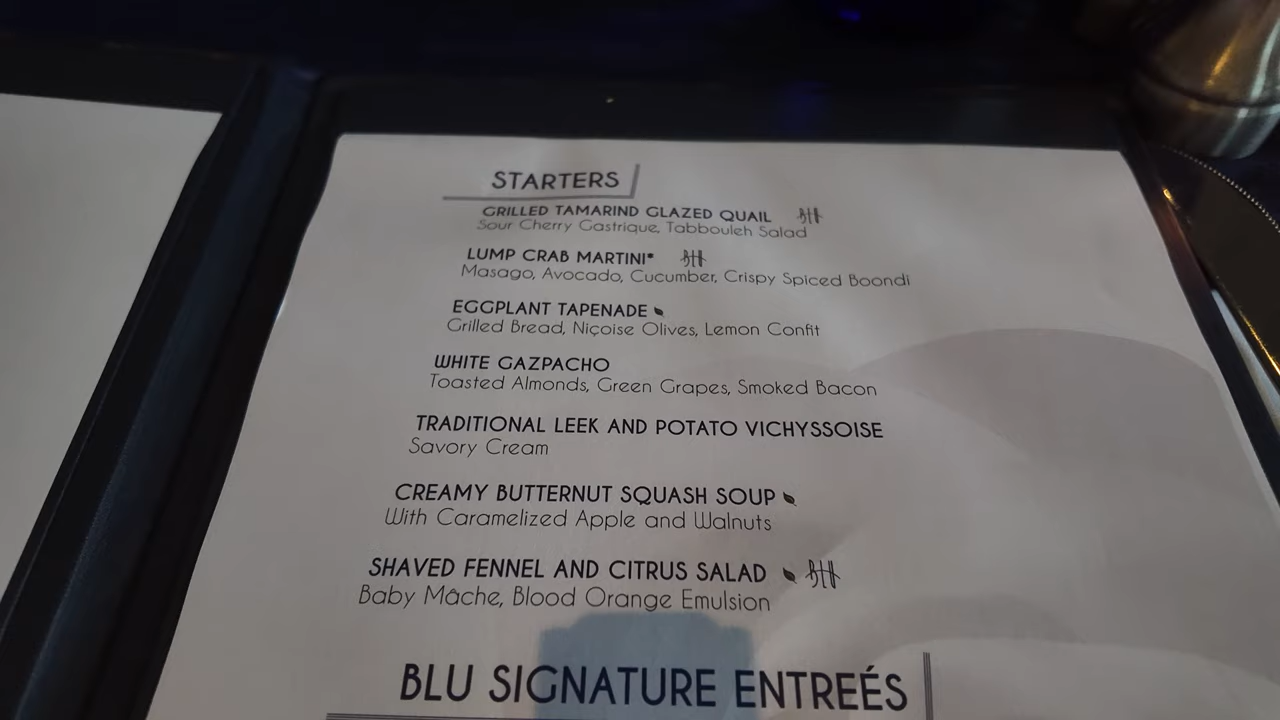 STARTERS
GRILLED TAMARIND GLAZED QUAIL
Sour Cherry Gastrique, Tabbouleh Salad
LUMP CRAB MARTINI*
Masago, Avocado, Cucumber, Crispy Spiced Boondi
EGGPLANT TAPENADE
Grilled Bread, Niçoise Olives, Lemon Confit
WHITE GAZPACHO
Toasted Almonds, Green Grapes, Smoked Bacon
TRADITIONAL LEEK AND POTATO VICHYSSOISE
Savory Cream
CREAMY BUTTERNUT SQUASH SOUP
With Caramelized Apple and Walnuts
SHAVED FENNEL AND CITRUS SALAD
Baby Mâche, Blood Orange Emulsion
BLU SIGNATURE ENTREÉS